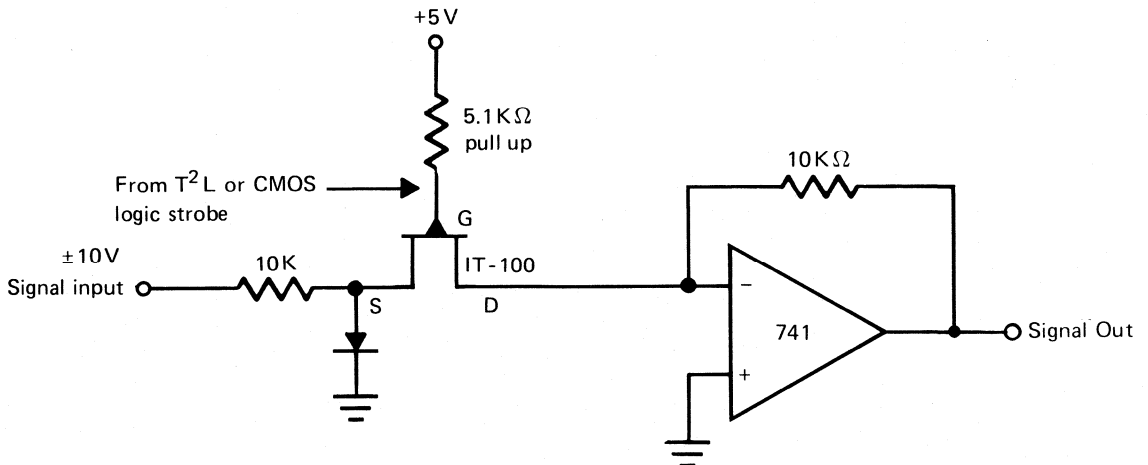 +5V
5.1KΩ
pull up
From T²L or CMOS
logic strobe
10KΩ
G
±10V
Signal input
10K
IT-100
S
D
−
741
+
Signal Out